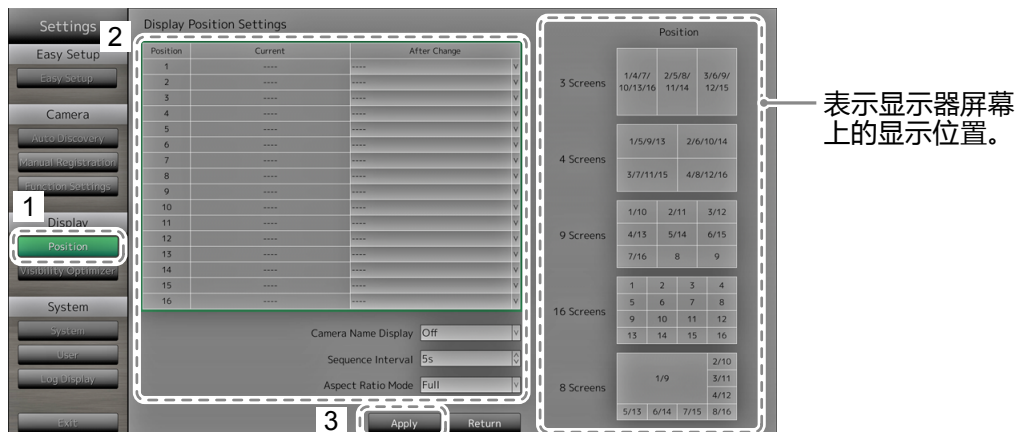 Settings
Easy Setup
Easy Setup
Camera
Auto Discovery
Manual Registration
Function Settings
1
Display
Position
Visibility Optimizer
System
System
User
Log Display
Exit
2
Display Position Settings
Position Current After Change
1 ---- ---- v
2 ---- ---- v
3 ---- ---- v
4 ---- ---- v
5 ---- ---- v
6 ---- ---- v
7 ---- ---- v
8 ---- ---- v
9 ---- ---- v
10 ---- ---- v
11 ---- ---- v
12 ---- ---- v
13 ---- ---- v
14 ---- ---- v
15 ---- ---- v
16 ---- ---- v
Camera Name Display Off
Sequence Interval 5s
Aspect Ratio Mode Full
3
Apply Return
Position
3 Screens
1/4/7/
10/13/16
2/5/8/
11/14
3/6/9/
12/15
4 Screens
1/5/9/13 2/6/10/14
3/7/11/15 4/8/12/16
9 Screens
1/10 2/11 3/12
4/13 5/14 6/15
7/16 8 9
16 Screens
1 2 3 4
5 6 7 8
9 10 11 12
13 14 15 16
8 Screens
1/9
2/10
3/11
4/12
5/13 6/14 7/15 8/16
表示显示器屏幕
上的显示位置。